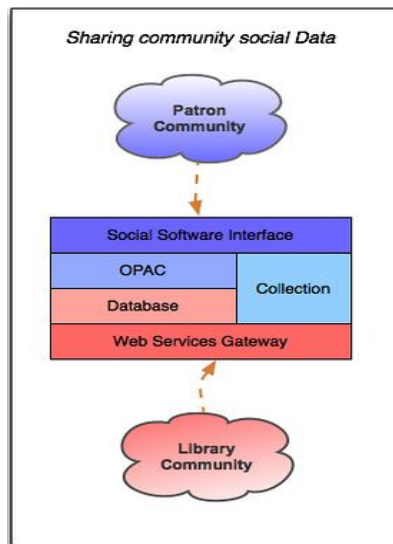 Sharing community social Data
Patron
Community
Social Software Interface
OPAC
Collection
Database
Web Services Gateway
Library
Community